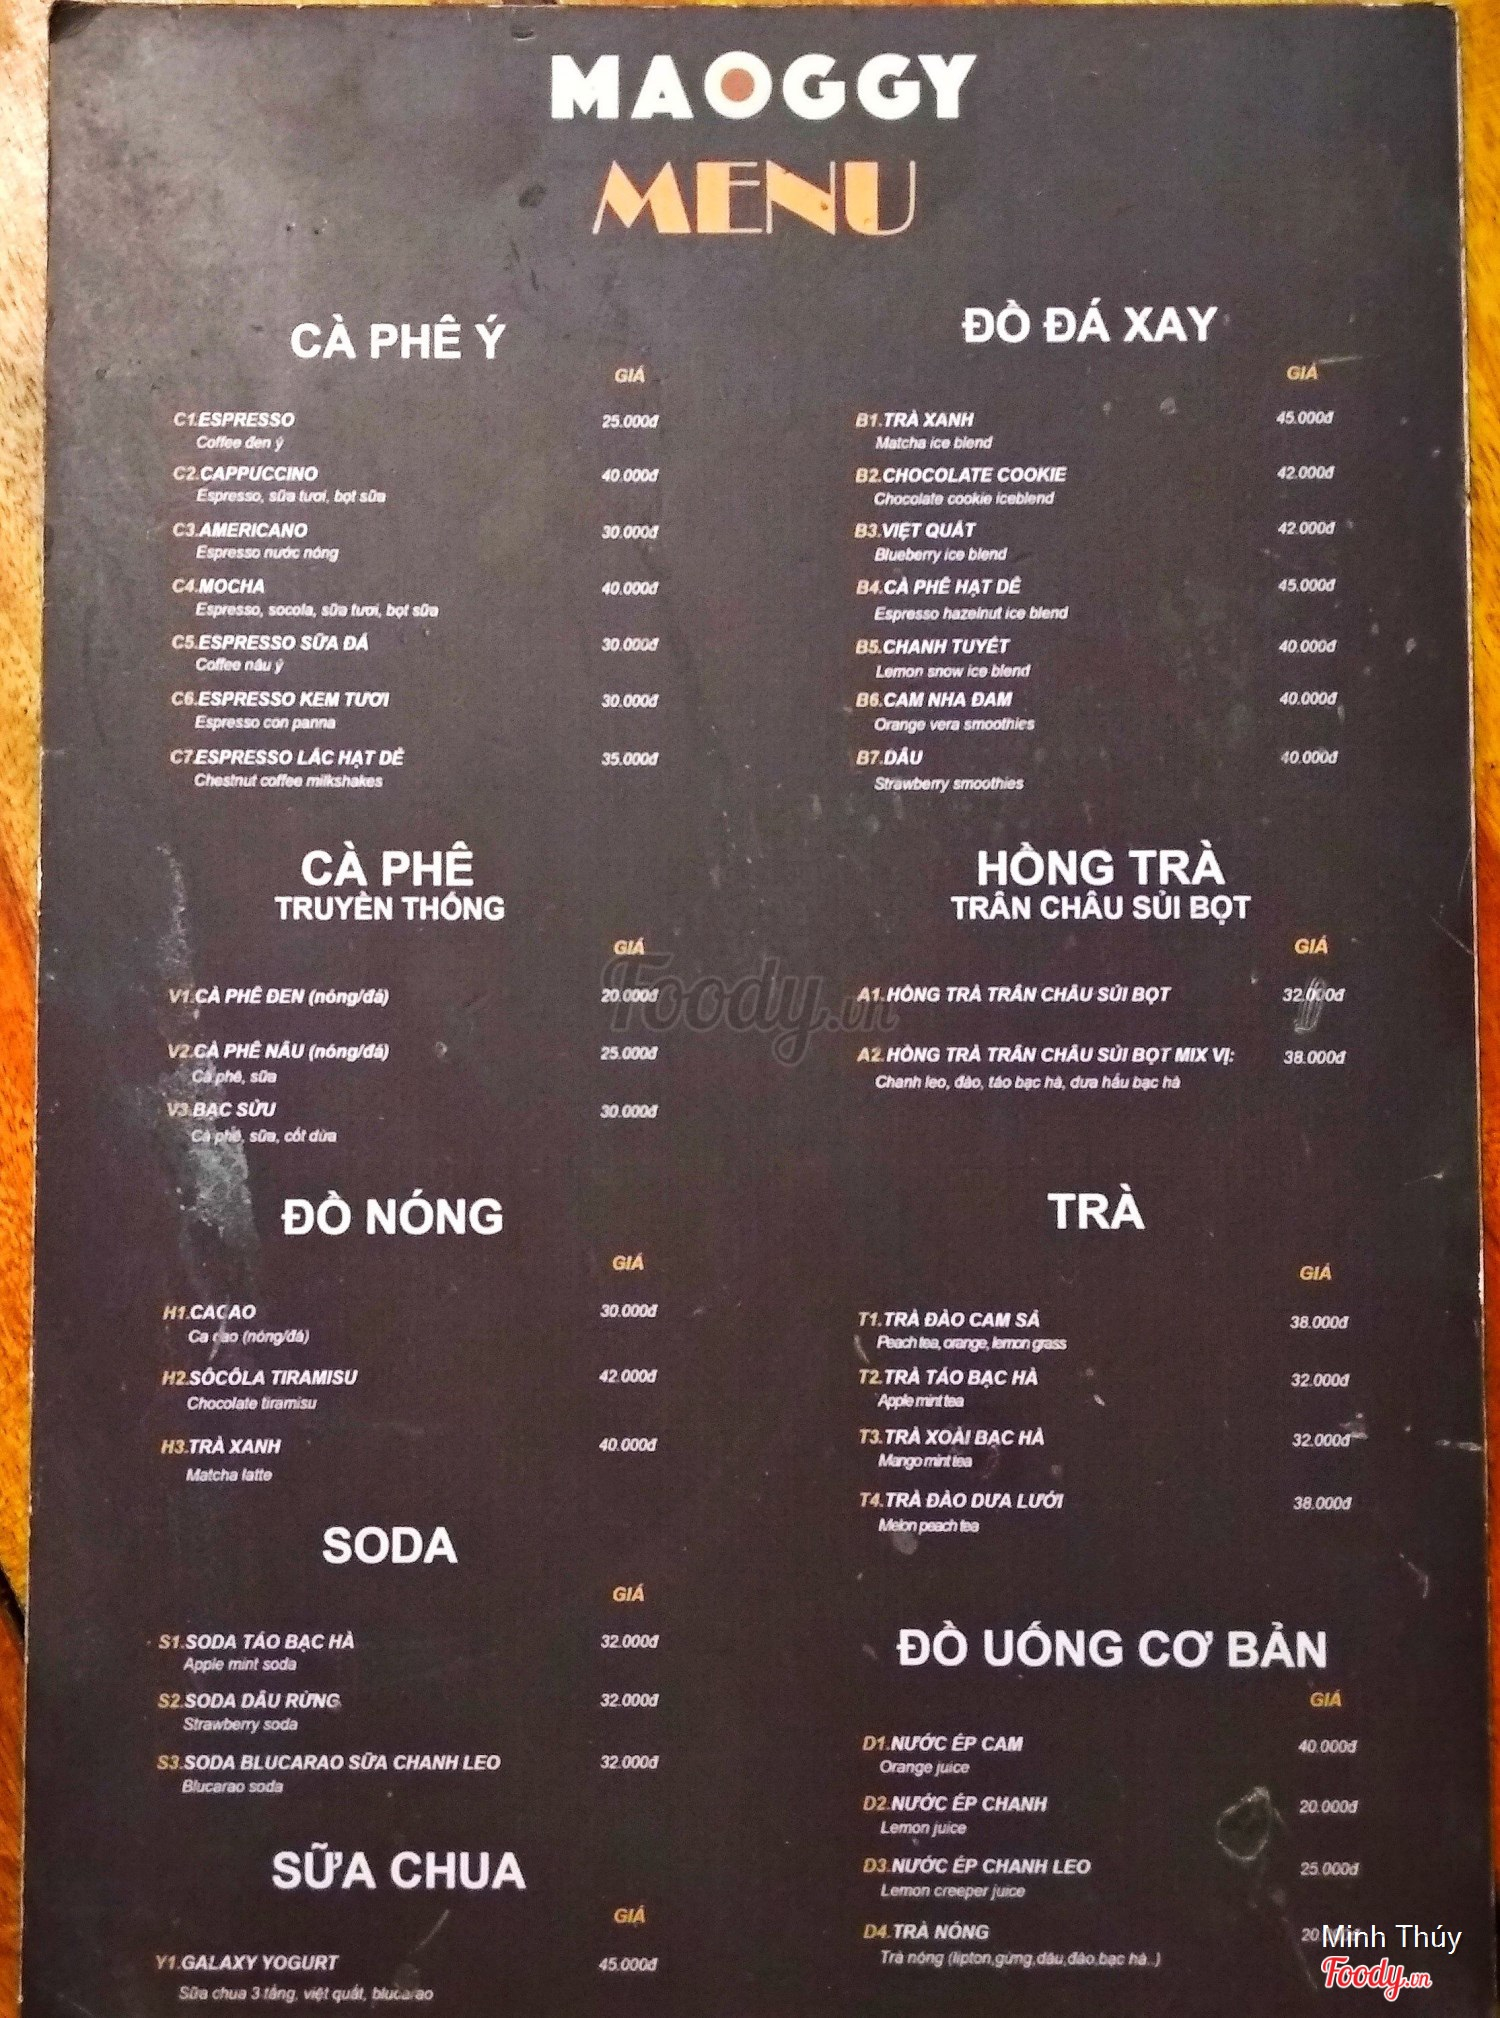 MAOGGY
MENU
CÀ PHÊ Ý
GIÁ
C1.ESPRESSO 25.000đ
Coffee đen ý
C2.CAPPUCCINO 40.000đ
Espresso, sữa tươi, bọt sữa
C3.AMERICANO 30.000đ
Espresso nước nóng
C4.MOCHA 40.000đ
Espresso, socola, sữa tươi, bọt sữa
C5.ESPRESSO SỮA ĐÁ 30.000đ
Coffee nâu ý
C6.ESPRESSO KEM TƯƠI 30.000đ
Espresso con panna
C7.ESPRESSO LẮC HẠT DẺ 35.000đ
Chestnut coffee milkshakes
CÀ PHÊ
TRUYỀN THỐNG
GIÁ
V1.CÀ PHÊ ĐEN (nóng/đá) 20.000đ
V2.CÀ PHÊ NÂU (nóng/đá) 25.000đ
Cà phê, sữa
V3.BẠC SỬU 30.000đ
Cà phê, sữa, cốt dừa
ĐỒ NÓNG
GIÁ
H1.CACAO 30.000đ
Ca cao (nóng/đá)
H2.SÔCÔLA TIRAMISU 42.000đ
Chocolate tiramisu
H3.TRÀ XANH 40.000đ
Matcha latte
SODA
GIÁ
S1.SODA TÁO BẠC HÀ 32.000đ
Apple mint soda
S2.SODA DÂU RỪNG 32.000đ
Strawberry soda
S3.SODA BLUCARAO SỮA CHANH LEO 32.000đ
Blucarao soda
SỮA CHUA
GIÁ
Y1.GALAXY YOGURT 45.000đ
Sữa chua 3 tầng, việt quất, blucarao
ĐỒ ĐÁ XAY
GIÁ
B1.TRÀ XANH 45.000đ
Matcha ice blend
B2.CHOCOLATE COOKIE 42.000đ
Chocolate cookie iceblend
B3.VIỆT QUẤT 42.000đ
Blueberry ice blend
B4.CÀ PHÊ HẠT DẺ 45.000đ
Espresso hazelnut ice blend
B5.CHANH TUYẾT 40.000đ
Lemon snow ice blend
B6.CAM NHA ĐAM 40.000đ
Orange vera smoothies
B7.DÂU 40.000đ
Strawberry smoothies
HỒNG TRÀ
TRÂN CHÂU SỦI BỌT
GIÁ
A1.HỒNG TRÀ TRÂN CHÂU SỦI BỌT 32.000đ
A2.HỒNG TRÀ TRÂN CHÂU SỦI BỌT MIX VỊ: 38.000đ
Chanh leo, đào, táo bạc hà, dưa hấu bạc hà
TRÀ
GIÁ
T1.TRÀ ĐÀO CAM SẢ 38.000đ
Peach tea, orange, lemon grass
T2.TRÀ TÁO BẠC HÀ 32.000đ
Apple mint tea
T3.TRÀ XOÀI BẠC HÀ 32.000đ
Mango mint tea
T4.TRÀ ĐÀO DƯA LƯỚI 38.000đ
Melon peach tea
ĐỒ UỐNG CƠ BẢN
GIÁ
D1.NƯỚC ÉP CAM 40.000đ
Orange juice
D2.NƯỚC ÉP CHANH 20.000đ
Lemon juice
D3.NƯỚC ÉP CHANH LEO 25.000đ
Lemon creeper juice
D4.TRÀ NÓNG
Trà nóng (lipton,gừng,dâu,đào,bạc hà..)
Foody.vn
Minh Thúy
Foody.vn